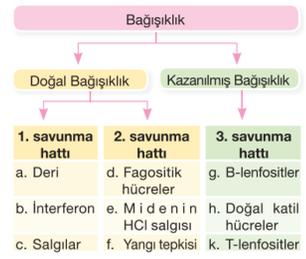 Bağışıklık
Doğal Bağışıklık
Kazanılmış Bağışıklık
1. savunma hattı
2. savunma hattı
3. savunma hattı
a. Deri
d. Fagositik hücreler
g. B-lenfositler
b. İnterferon
e. Midenin HCl salgısı
h. Doğal katil hücreler
c. Salgılar
f. Yangı tepkisi
k. T-lenfositler